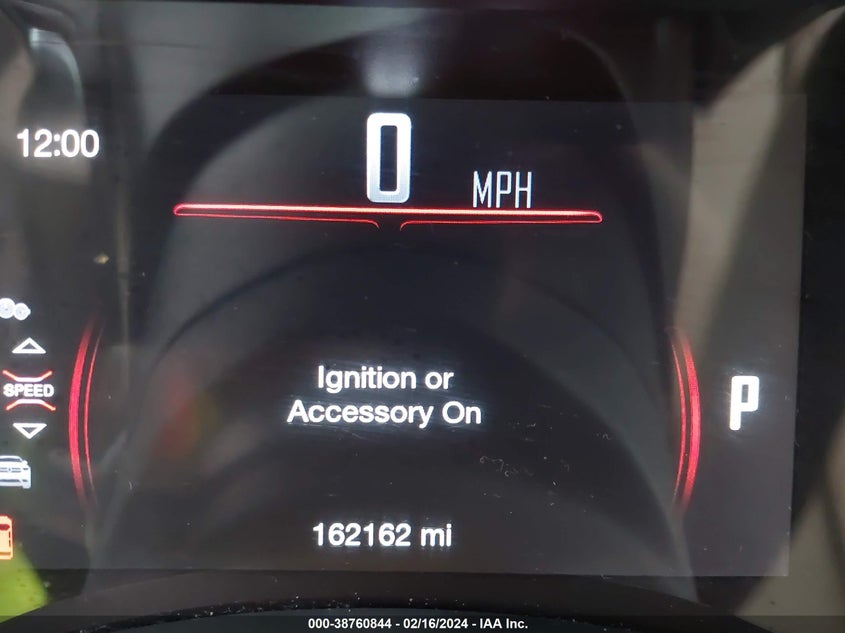 12:00
0
MPH
SPEED
Ignition or
Accessory On
P
162162 mi
000-38760844 - 02/16/2024 - IAA Inc.